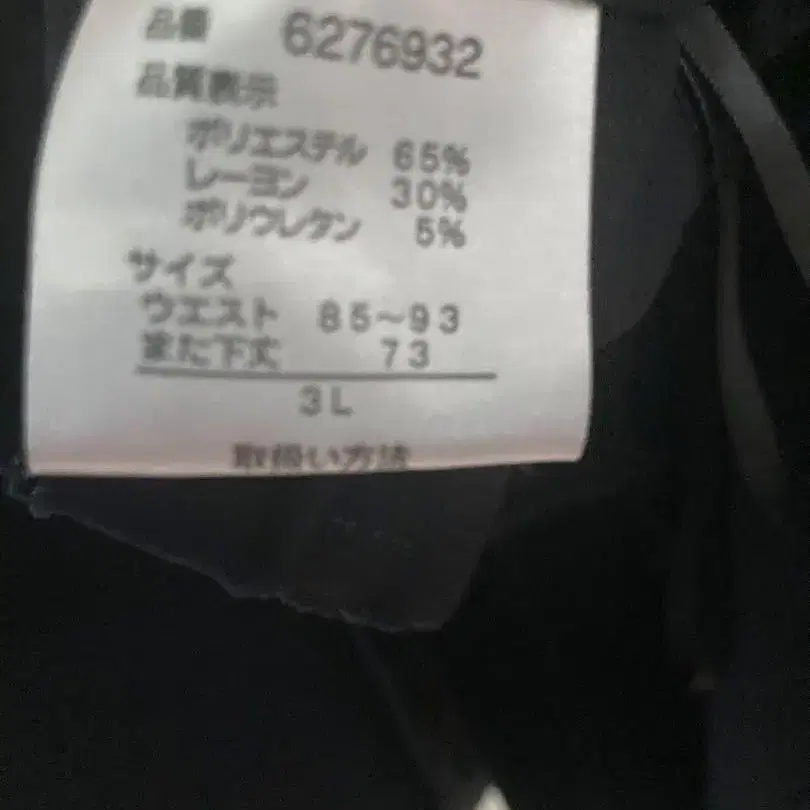 品番 6276932
品質表示
ポリエステル 65%
レーヨン 30%
ポリウレタン 5%
サイズ
ウエスト 85～93
また下丈 73
3L
取扱い方法